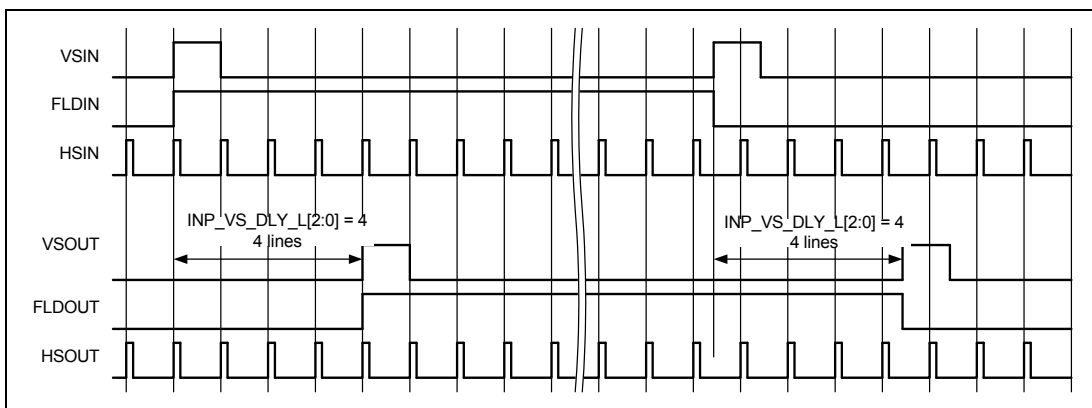 VSIN
FLDIN
HSIN
INP_VS_DLY_L[2:0] = 4
4 lines
INP_VS_DLY_L[2:0] = 4
4 lines
VSOUT
FLDOUT
HSOUT